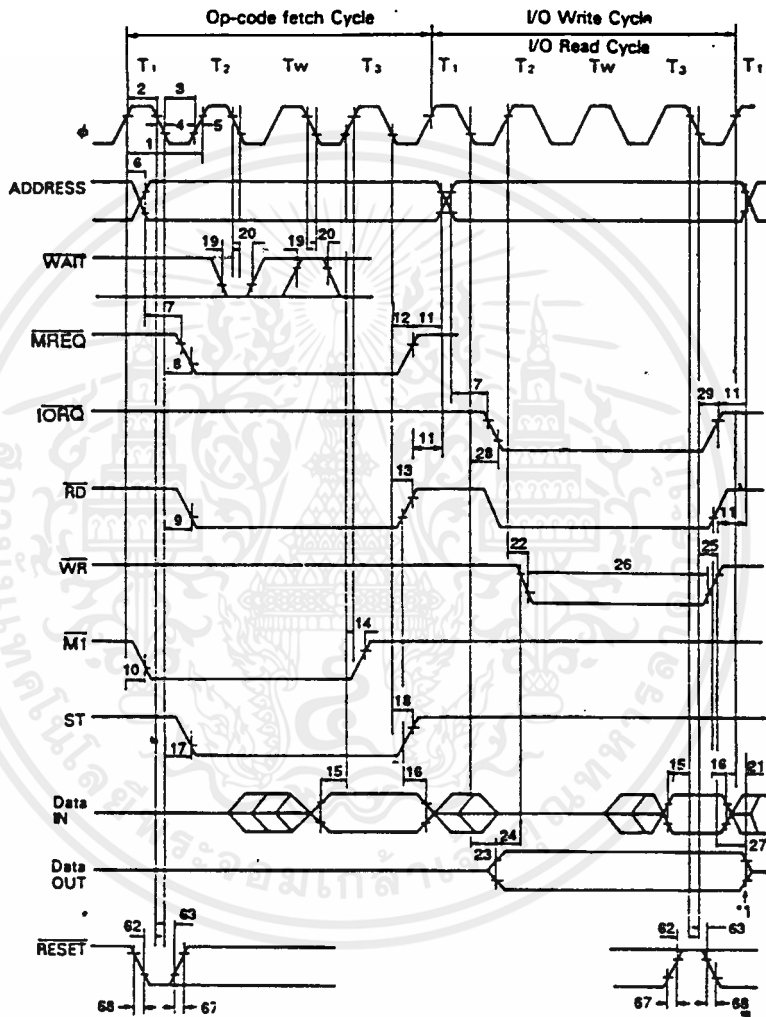 Op-code fetch Cycle
I/O Write Cycle
I/O Read Cycle
T1 T2 TW T3 T1 T2 TW T3 T1
2 3
φ
4 5
1
ADDRESS
6
WAIT
19 20 19 20
MREQ
7 12 11
8
IORQ
7 29 11
11 28
RD
13
9 11
WR
22 26 25
M1
14
10
ST
18
17
Data IN
15 16 15 16 21
Data OUT
23 24 27
*1
RESET
62 63 62 63
68 67 67 68